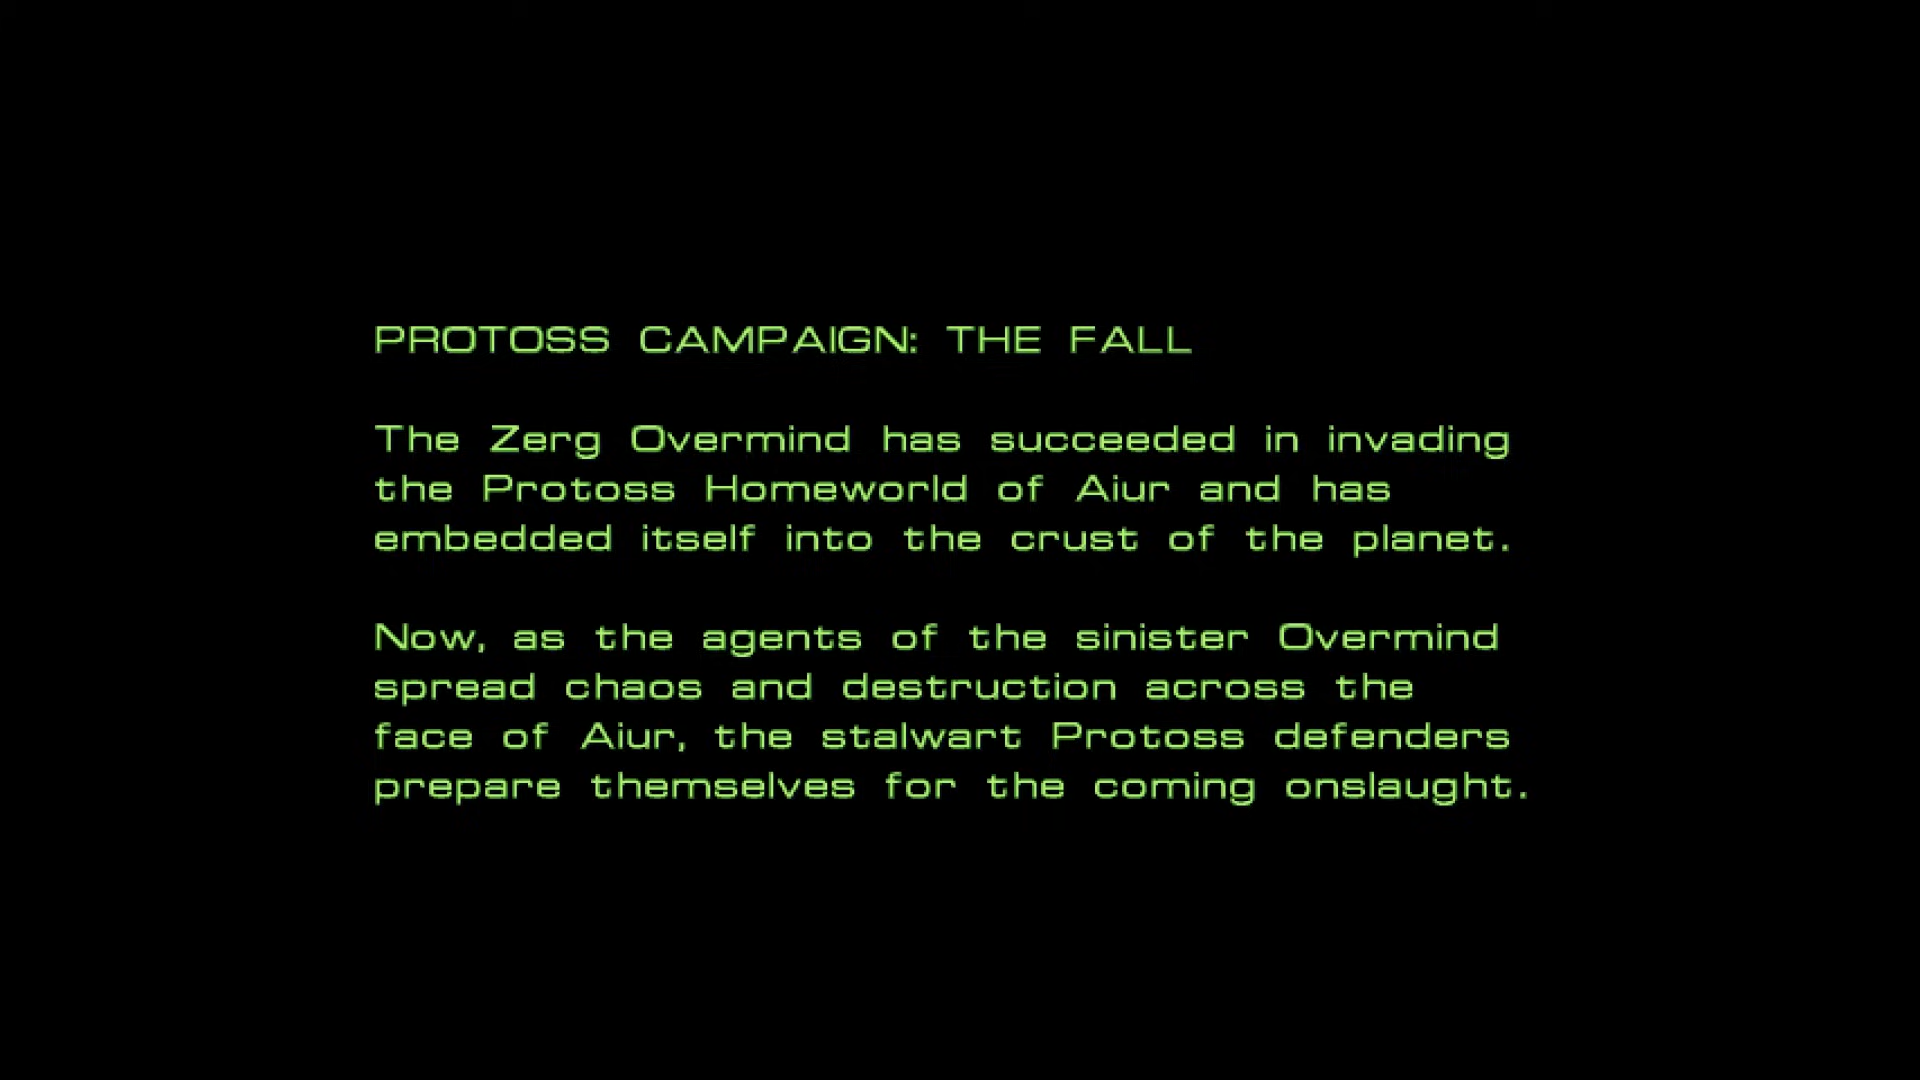 PROTOSS CAMPAIGN: THE FALL
The Zerg Overmind has succeeded in invading
the Protoss Homeworld of Aiur and has
embedded itself into the crust of the planet.
Now, as the agents of the sinister Overmind
spread chaos and destruction across the
face of Aiur, the stalwart Protoss defenders
prepare themselves for the coming onslaught.